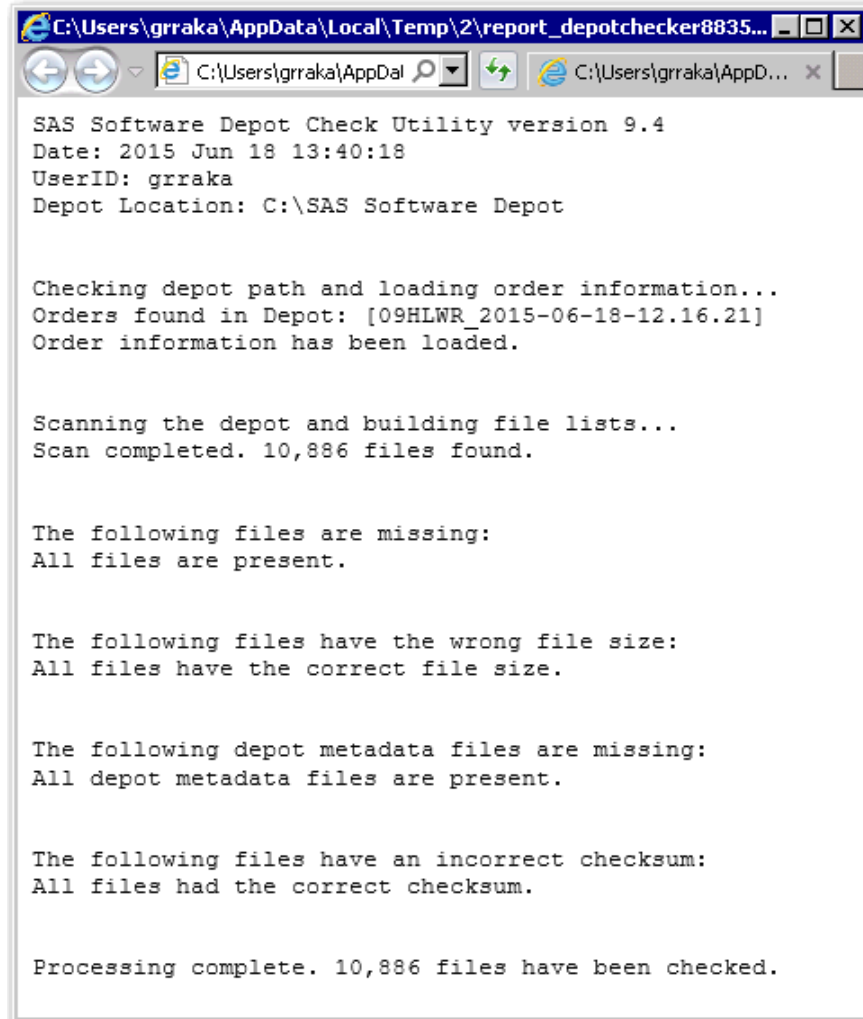 C:\Users\grraka\AppData\Local\Temp\2\report_depotchecker8835...
C:\Users\grraka\AppDal
C:\Users\grraka\AppD...
SAS Software Depot Check Utility version 9.4
Date: 2015 Jun 18 13:40:18
UserID: grraka
Depot Location: C:\SAS Software Depot
Checking depot path and loading order information...
Orders found in Depot: [09HLWR_2015-06-18-12.16.21]
Order information has been loaded.
Scanning the depot and building file lists...
Scan completed. 10,886 files found.
The following files are missing:
All files are present.
The following files have the wrong file size:
All files have the correct file size.
The following depot metadata files are missing:
All depot metadata files are present.
The following files have an incorrect checksum:
All files had the correct checksum.
Processing complete. 10,886 files have been checked.